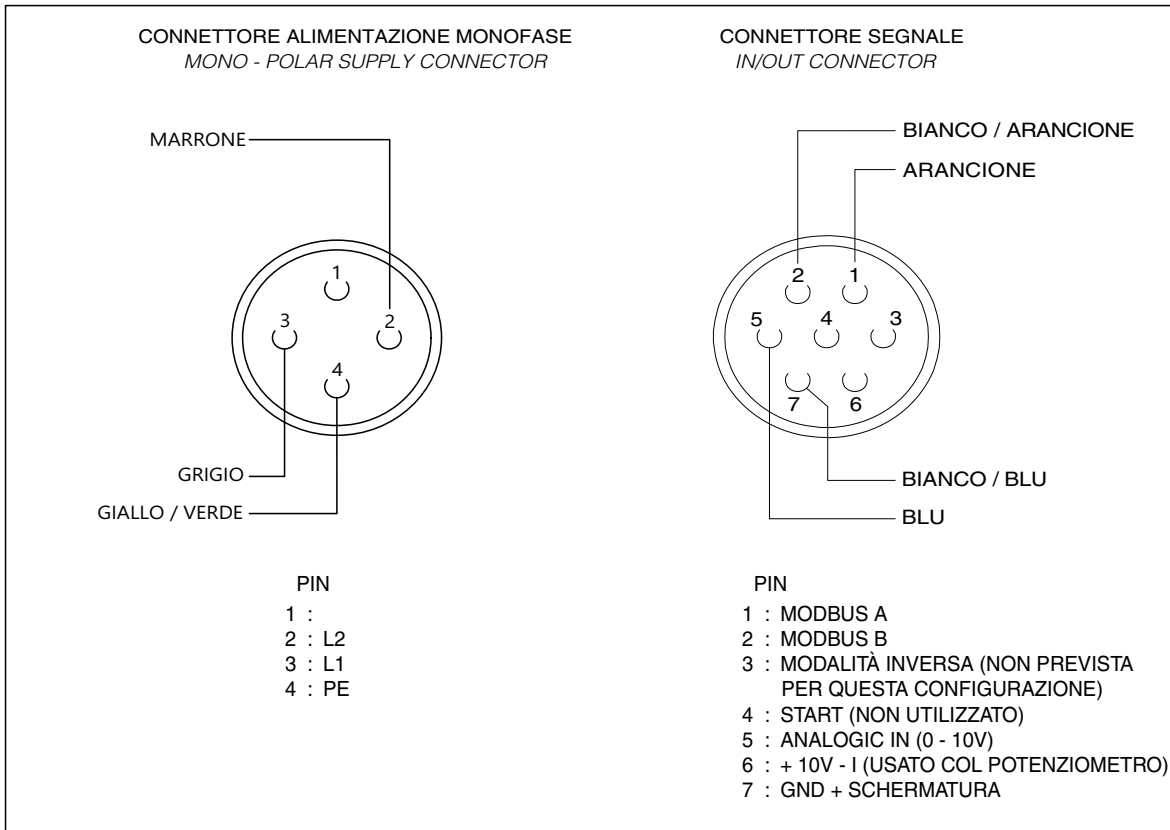 CONNETTORE ALIMENTAZIONE MONOFASE
MONO - POLAR SUPPLY CONNECTOR
MARRONE
1
3
2
4
GRIGIO
GIALLO / VERDE
PIN
1 :
2 : L2
3 : L1
4 : PE
CONNETTORE SEGNALE
IN/OUT CONNECTOR
BIANCO / ARANCIONE
ARANCIONE
2
1
5
4
3
7
6
BIANCO / BLU
BLU
PIN
1 : MODBUS A
2 : MODBUS B
3 : MODALITÀ INVERSA (NON PREVISTA
PER QUESTA CONFIGURAZIONE)
4 : START (NON UTILIZZATO)
5 : ANALOGIC IN (0 - 10V)
6 : + 10V - I (USATO COL POTENZIOMETRO)
7 : GND + SCHERMATURA